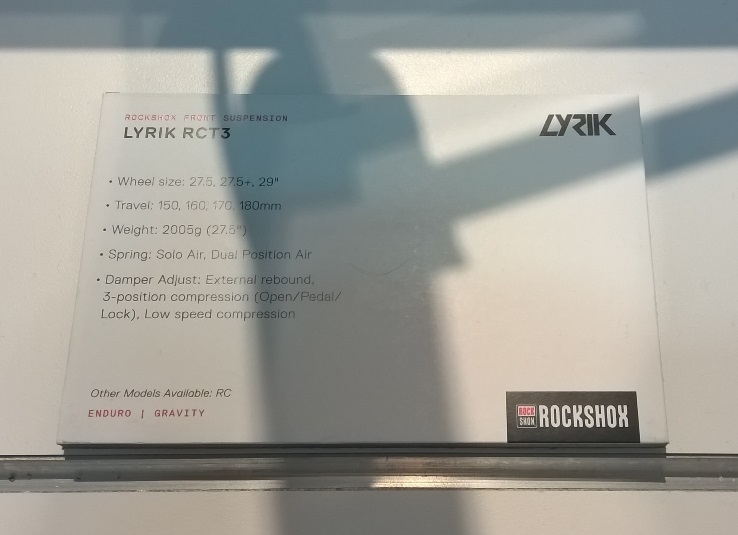 ROCKSHOX FRONT SUSPENSION
LYRIK RCT3
LYRIK
• Wheel size: 27.5, 27.5+, 29"
• Travel: 150, 160, 170, 180mm
• Weight: 2005g (27.5")
• Spring: Solo Air, Dual Position Air
• Damper Adjust: External rebound,
3-position compression (Open/Pedal/
Lock), Low speed compression
Other Models Available: RC
ENDURO | GRAVITY
ROCK
SHOX
ROCKSHOX